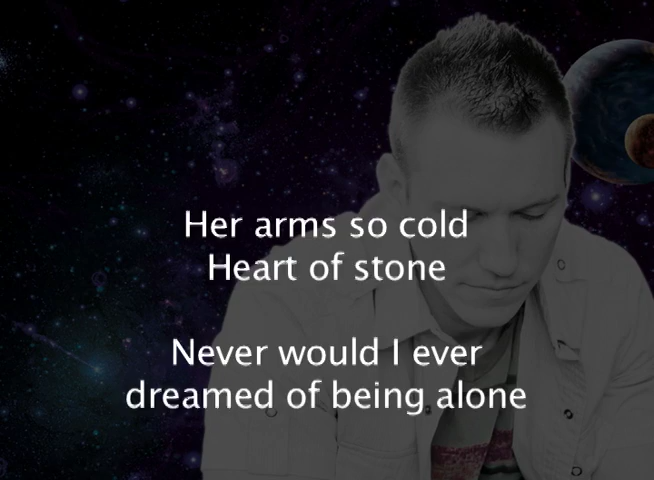 Her arms so cold
Heart of stone
Never would I ever
dreamed of being alone